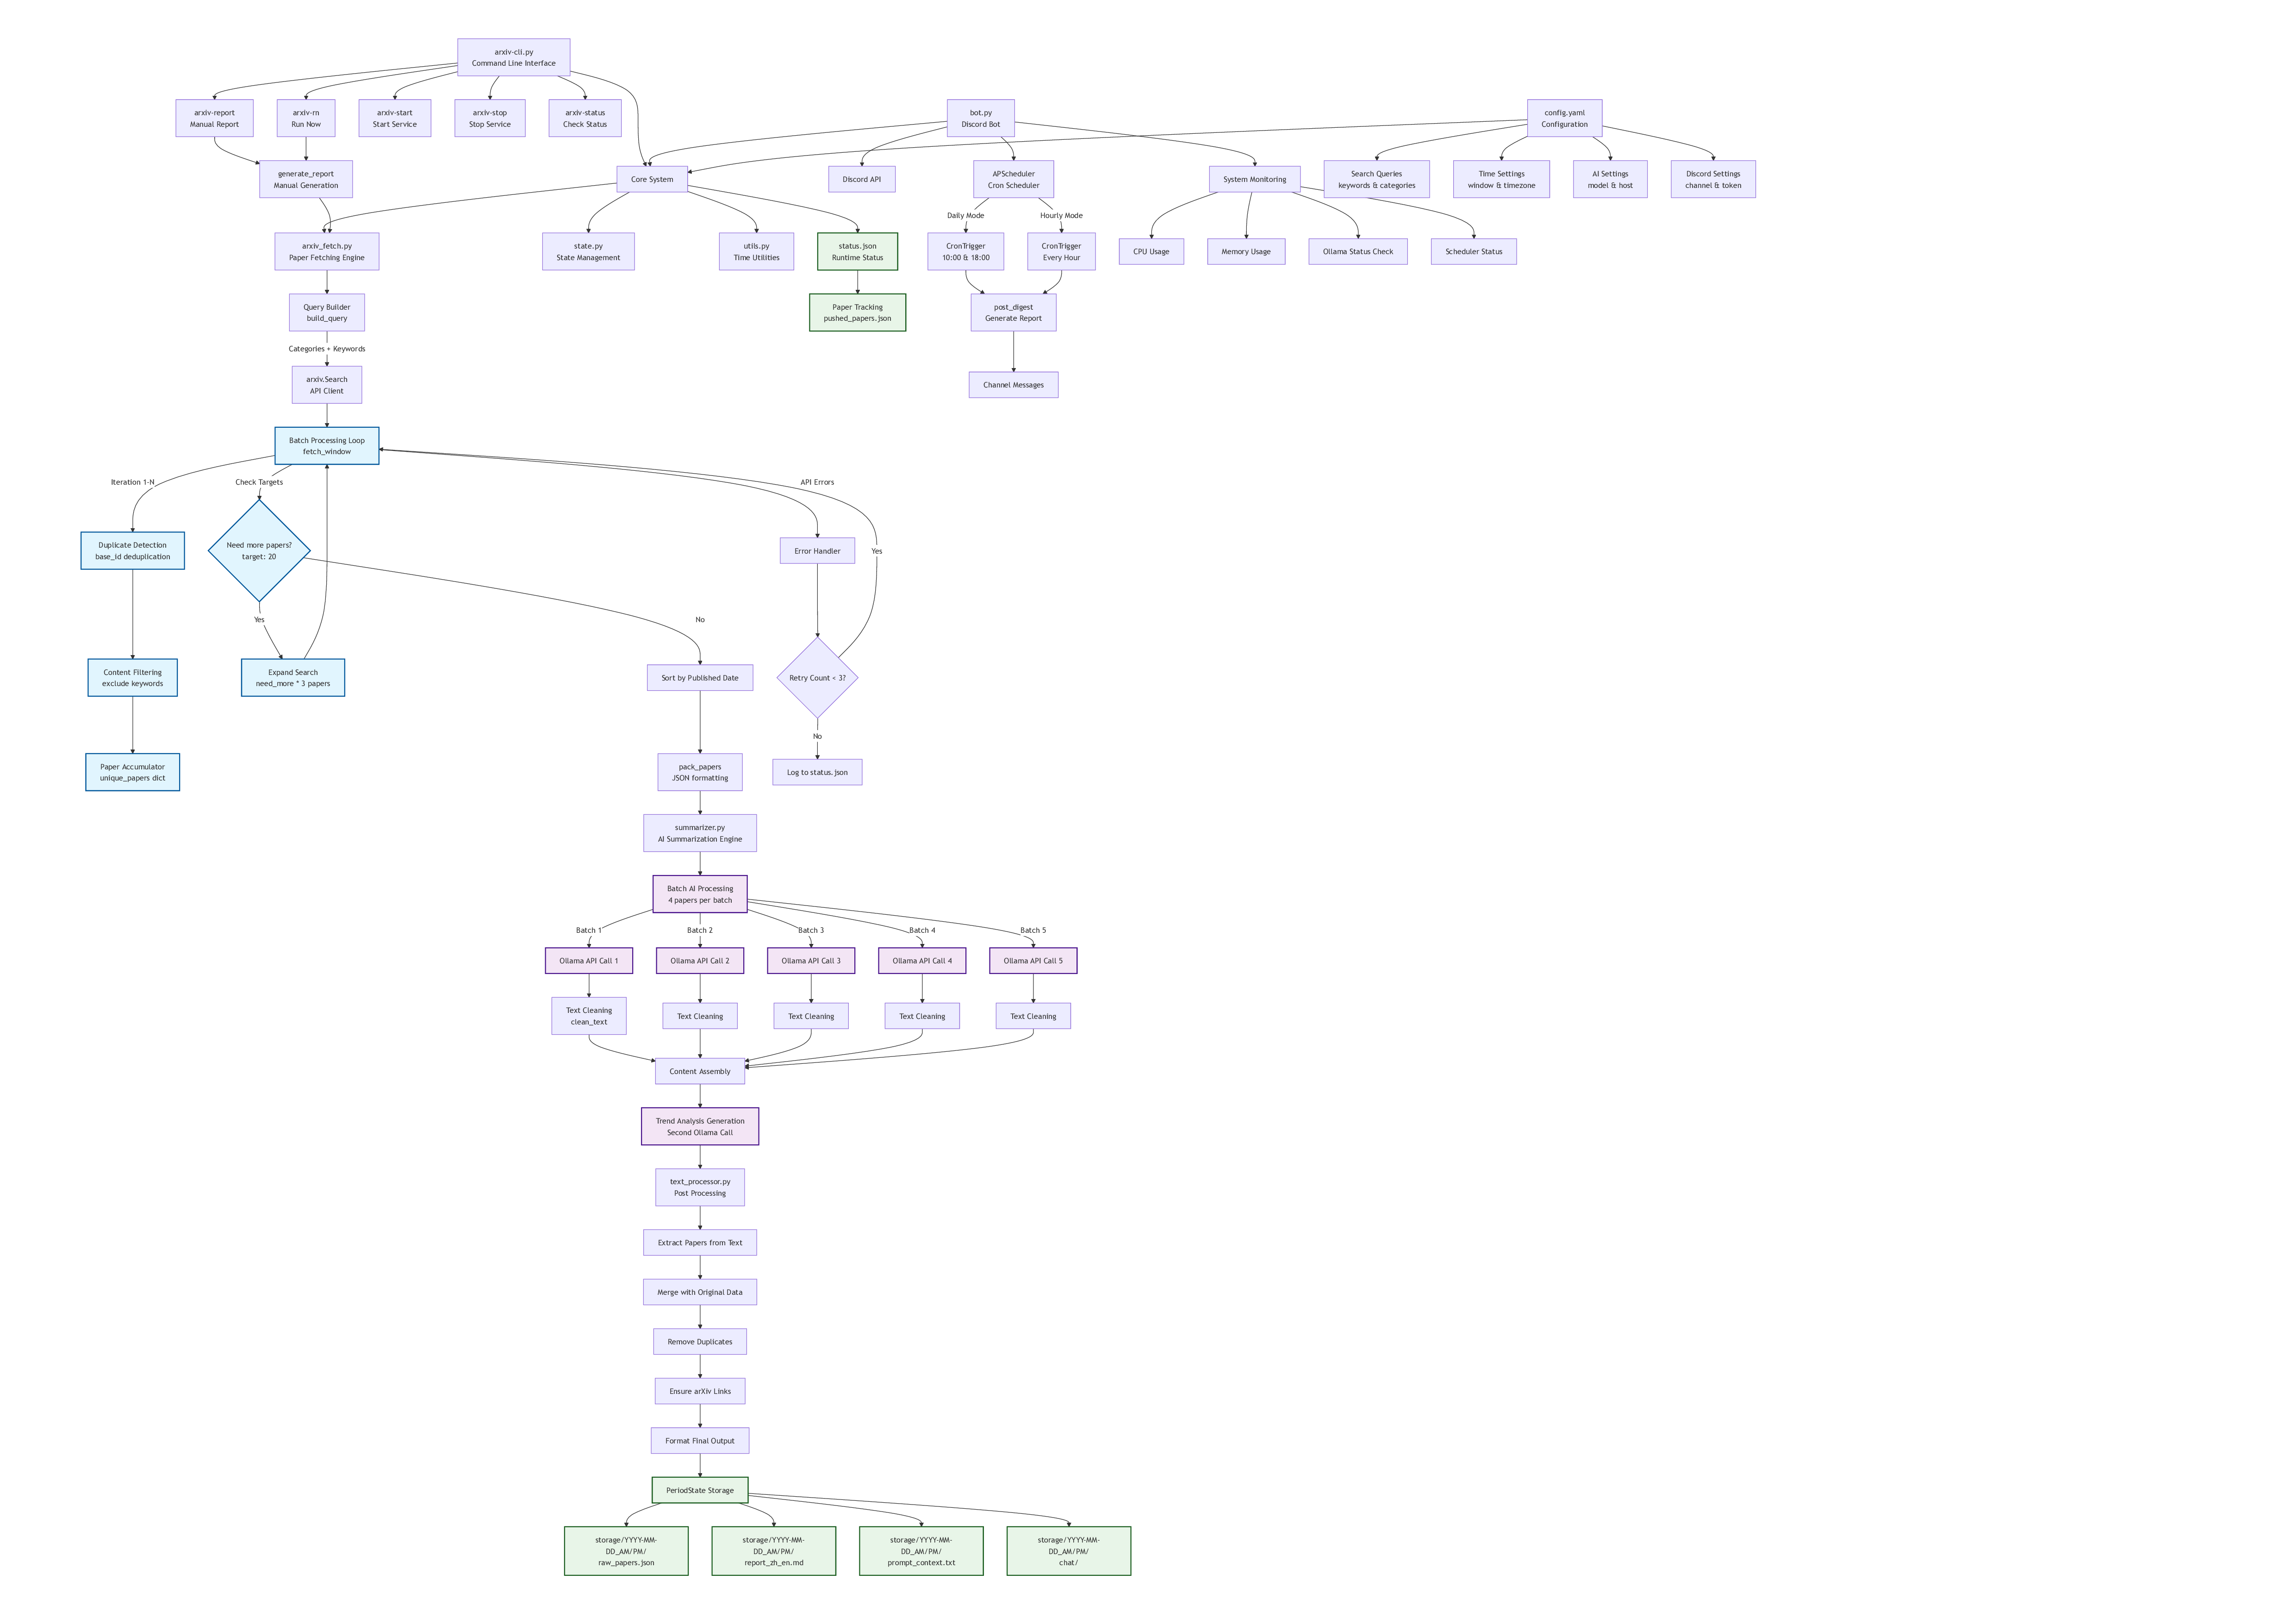 arxiv-cli.py
Command Line Interface
arxiv-report
Manual Report
arxiv-rn
Run Now
arxiv-start
Start Service
arxiv-stop
Stop Service
arxiv-status
Check Status
bot.py
Discord Bot
config.yaml
Configuration
generate_report
Manual Generation
Core System
Discord API
APScheduler
Cron Scheduler
System Monitoring
Search Queries
keywords & categories
Time Settings
window & timezone
AI Settings
model & host
Discord Settings
channel & token
Daily Mode
Hourly Mode
arxiv_fetch.py
Paper Fetching Engine
state.py
State Management
utils.py
Time Utilities
status.json
Runtime Status
CronTrigger
10:00 & 18:00
CronTrigger
Every Hour
CPU Usage
Memory Usage
Ollama Status Check
Scheduler Status
Query Builder
build_query
Paper Tracking
pushed_papers.json
post_digest
Generate Report
Categories + Keywords
arxiv.Search
API Client
Channel Messages
Batch Processing Loop
fetch_window
Iteration 1-N
Check Targets
API Errors
Duplicate Detection
base_id deduplication
Need more papers?
target: 20
Error Handler
Yes
Yes
No
Content Filtering
exclude keywords
Expand Search
need_more * 3 papers
Sort by Published Date
Retry Count < 3?
No
Paper Accumulator
unique_papers dict
pack_papers
JSON formatting
Log to status.json
summarizer.py
AI Summarization Engine
Batch AI Processing
4 papers per batch
Batch 1
Batch 2
Batch 3
Batch 4
Batch 5
Ollama API Call 1
Ollama API Call 2
Ollama API Call 3
Ollama API Call 4
Ollama API Call 5
Text Cleaning
clean_text
Text Cleaning
Text Cleaning
Text Cleaning
Text Cleaning
Content Assembly
Trend Analysis Generation
Second Ollama Call
text_processor.py
Post Processing
Extract Papers from Text
Merge with Original Data
Remove Duplicates
Ensure arXiv Links
Format Final Output
PeriodState Storage
storage/YYYY-MM-
DD_AM/PM/
raw_papers.json
storage/YYYY-MM-
DD_AM/PM/
report_zh_en.md
storage/YYYY-MM-
DD_AM/PM/
prompt_context.txt
storage/YYYY-MM-
DD_AM/PM/
chat/